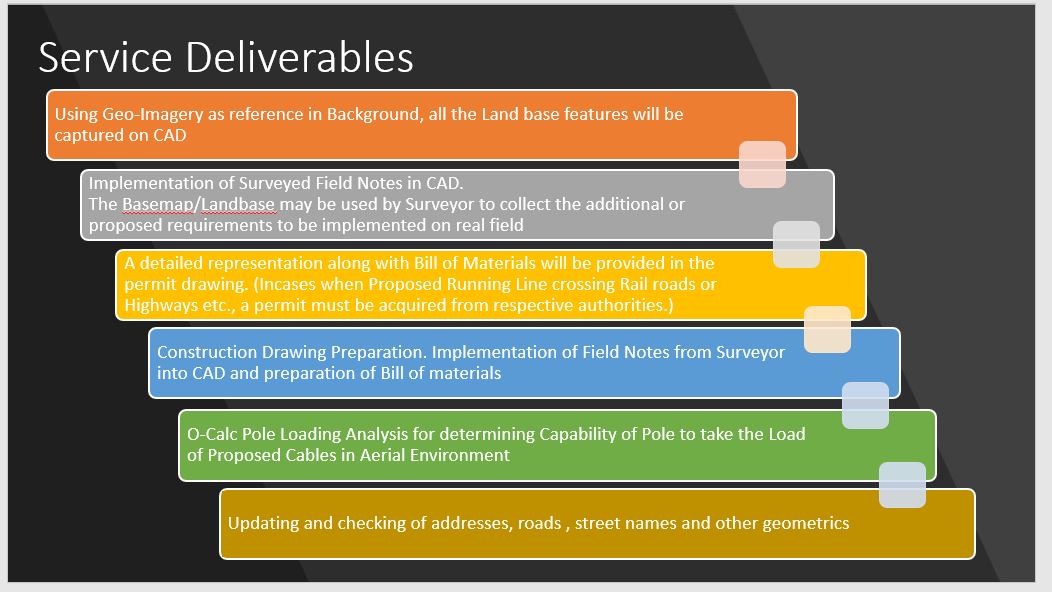 Service Deliverables
Using Geo-Imagery as reference in Background, all the Land base features will be
captured on CAD
Implementation of Surveyed Field Notes in CAD.
The Basemap/Landbase may be used by Surveyor to collect the additional or
proposed requirements to be implemented on real field
A detailed representation along with Bill of Materials will be provided in the
permit drawing. (Incases when Proposed Running Line crossing Rail roads or
Highways etc., a permit must be acquired from respective authorities.)
Construction Drawing Preparation. Implementation of Field Notes from Surveyor
into CAD and preparation of Bill of materials
O-Calc Pole Loading Analysis for determining Capability of Pole to take the Load
of Proposed Cables in Aerial Environment
Updating and checking of addresses, roads , street names and other geometrics